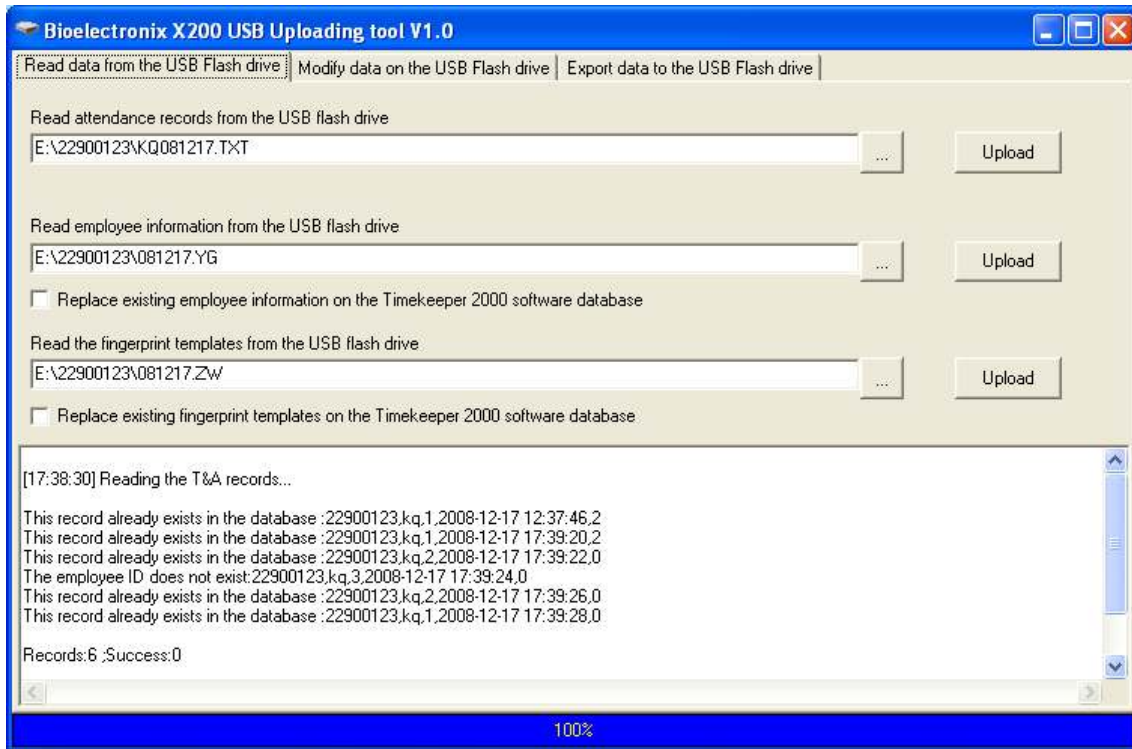 Bioelectronix X200 USB Uploading tool V1.0
Read data from the USB Flash drive Modify data on the USB Flash drive Export data to the USB Flash drive
Read attendance records from the USB flash drive
E:\22900123\KQ081217.TXT ... Upload
Read employee information from the USB flash drive
E:\22900123\081217.YG ... Upload
Replace existing employee information on the Timekeeper 2000 software database
Read the fingerprint templates from the USB flash drive
E:\22900123\081217.ZW ... Upload
Replace existing fingerprint templates on the Timekeeper 2000 software database
[17:38:30] Reading the T&A records...
This record already exists in the database :22900123,kq,1,2008-12-17 12:37:46,2
This record already exists in the database :22900123,kq,1,2008-12-17 17:39:20,2
This record already exists in the database :22900123,kq,2,2008-12-17 17:39:22,0
The employee ID does not exist:22900123,kq,3,2008-12-17 17:39:24,0
This record already exists in the database :22900123,kq,2,2008-12-17 17:39:26,0
This record already exists in the database :22900123,kq,1,2008-12-17 17:39:28,0
Records:6 ;Success:0
100%